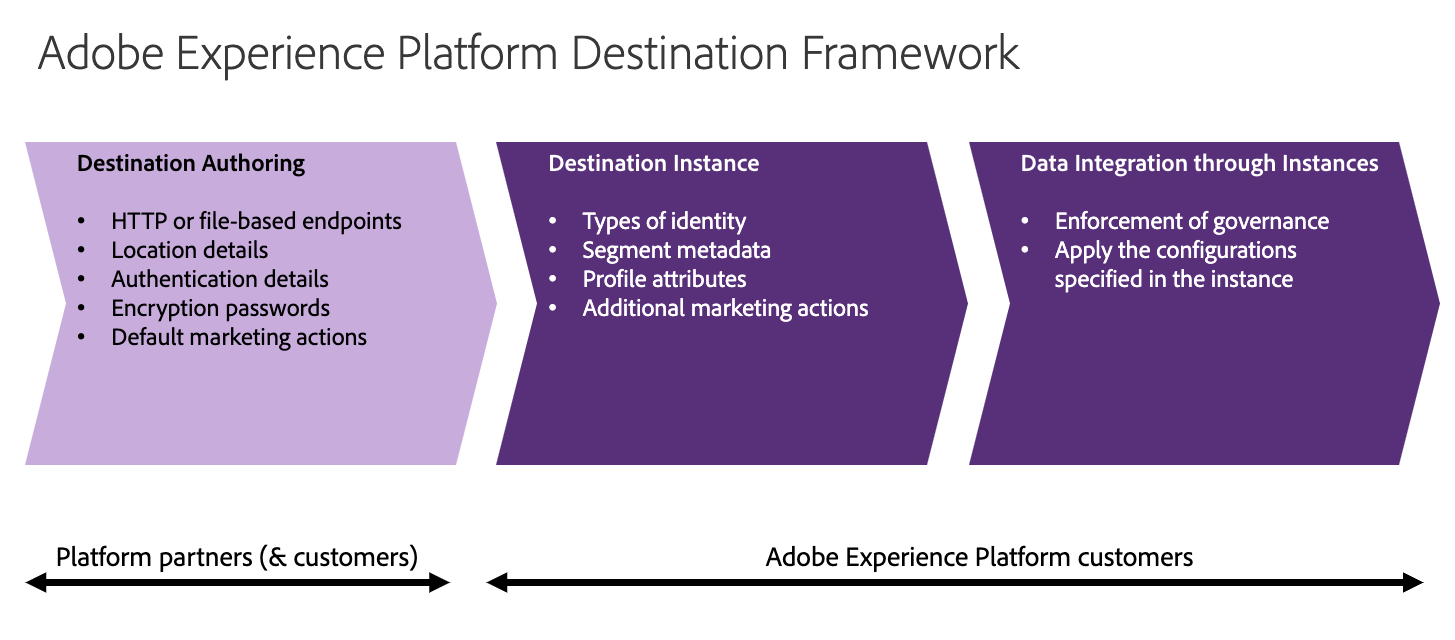 Adobe Experience Platform Destination Framework
Destination Authoring
• HTTP or file-based endpoints
• Location details
• Authentication details
• Encryption passwords
• Default marketing actions
Destination Instance
• Types of identity
• Segment metadata
• Profile attributes
• Additional marketing actions
Data Integration through Instances
• Enforcement of governance
• Apply the configurations
specified in the instance
Platform partners (& customers)
Adobe Experience Platform customers